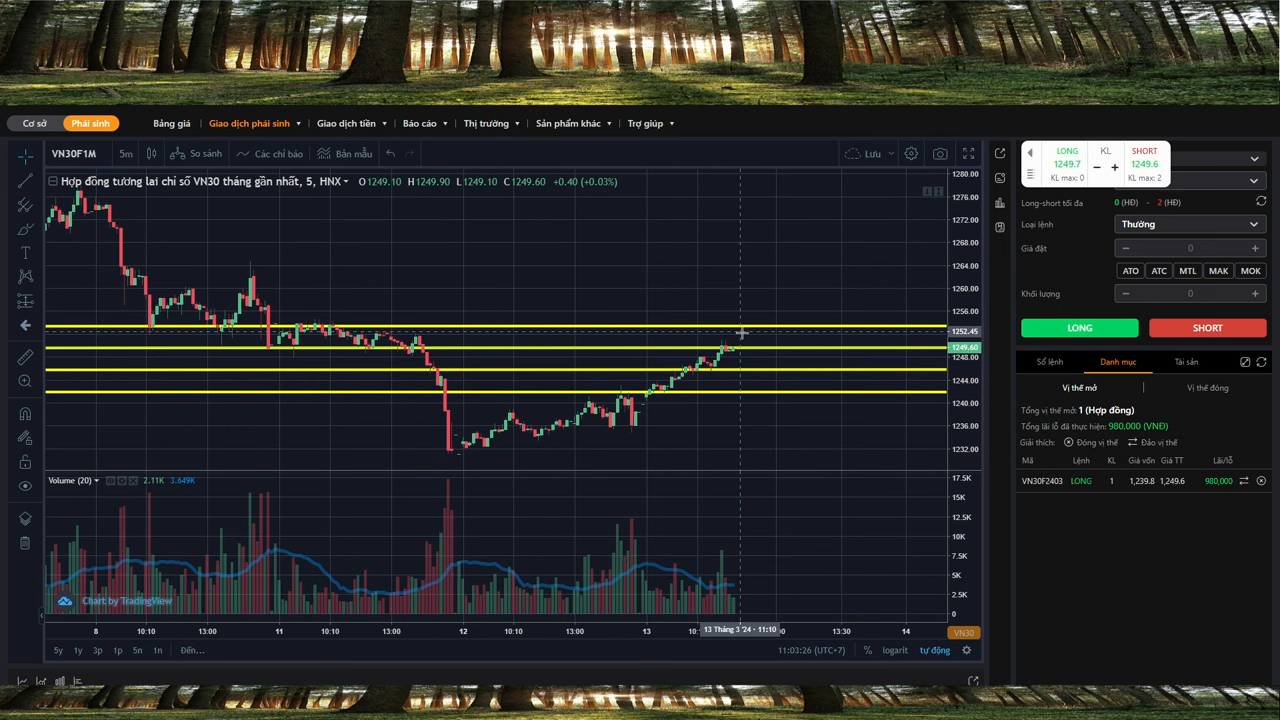 Cơ sở Phái sinh Bảng giá Giao dịch phái sinh Giao dịch tiền Báo cáo Thị trường Sản phẩm khác Trợ giúp
VN30F1M 5m So sánh Các chỉ báo Bản mẫu Lưu
Hợp đồng tương lai chỉ số VN30 tháng gần nhất, 5, HNX O1249.10 H1249.90 L1249.10 C1249.60 +0.40 (+0.03%)
1280.00
1276.00
1272.00
1268.00
1264.00
1260.00
1256.00
1252.45
1249.60
1248.00
1244.00
1240.00
1236.00
1232.00
Volume (20) 2.11K 3.649K
17.5K
15K
12.5K
10K
7.5K
5K
2.5K
0
Chart by TradingView
8 10:10 13:00 11 10:10 13:00 12 10:10 13:00 13 13 Tháng 3 '24 - 11:10 13:30 14
VN30
5y 1y 3p 1p 5n 1n Đến... 11:03:26 (UTC+7) % logarit tự động
LONG KL SHORT
1249.7 − + 1249.6
KL max: 0 KL max: 2
Long-short tối đa 0 (HĐ) - 2 (HĐ)
Loại lệnh Thường
Giá đặt − 0 +
ATO ATC MTL MAK MOK
Khối lượng − 0 +
LONG SHORT
Sổ lệnh Danh mục Tài sản
Vị thế mở Vị thế đóng
Tổng vị thế mở: 1 (Hợp đồng)
Tổng lãi lỗ đã thực hiện: 980,000 (VNĐ)
Giải thích: Đóng vị thế Đảo vị thế
Mã Lệnh KL Giá vốn Giá TT Lãi/lỗ
VN30F2403 LONG 1 1,239.8 1,249.6 980,000